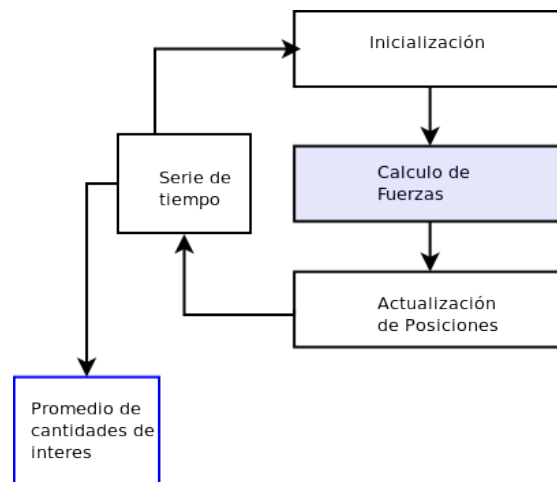 Inicialización
Calculo de
Fuerzas
Serie de
tiempo
Actualización
de Posiciones
Promedio de
cantidades de
interes